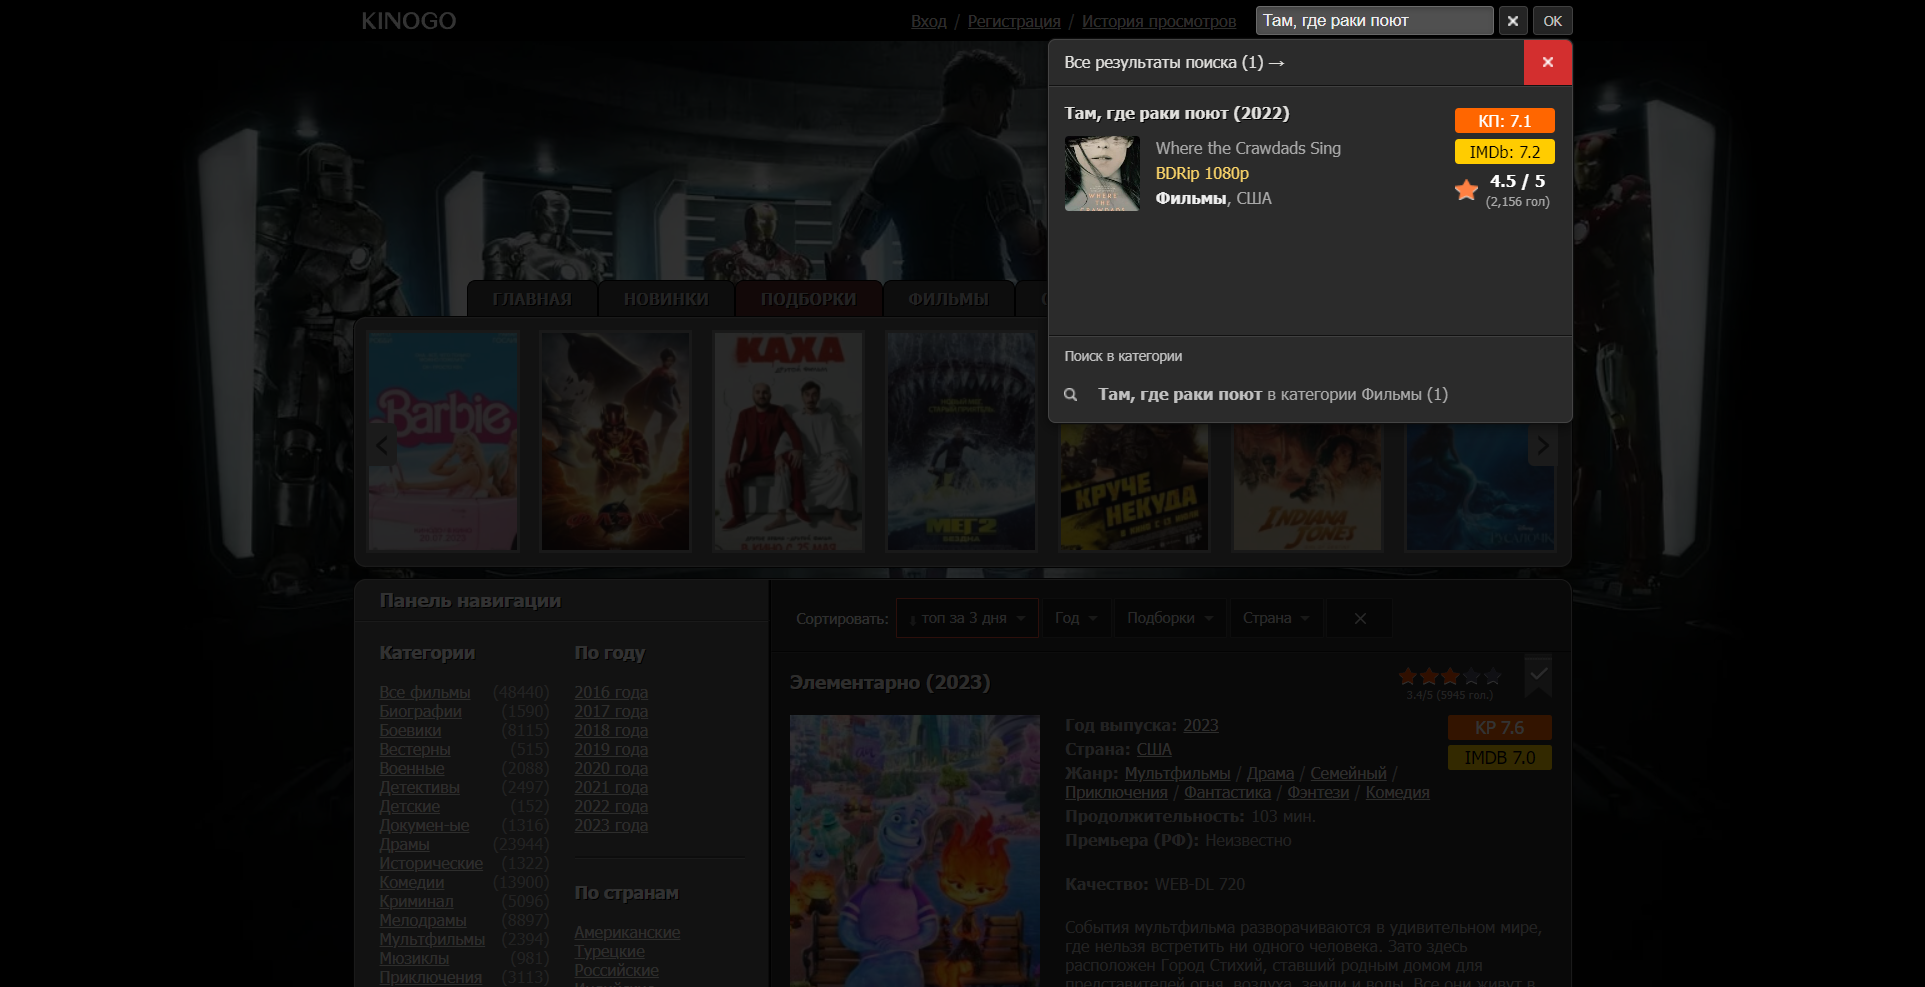 KINOGO
Вход / Регистрация / История просмотров
Там, где раки поют
OK
Все результаты поиска (1) →
Там, где раки поют (2022)
КП: 7.1
Where the Crawdads Sing
IMDb: 7.2
BDRip 1080p
4.5 / 5
Фильмы, США
(2,156 гол)
Поиск в категории
Там, где раки поют в категории Фильмы (1)
ГЛАВНАЯ
НОВИНКИ
ПОДБОРКИ
ФИЛЬМЫ
Barbie
КАХА
МЕГ 2
БЕЗДНА
КРУЧЕ
НЕКУДА
INDIANA
JONES
Панель навигации
Категории
Все фильмы (48440)
Биографии (1590)
Боевики (8115)
Вестерны (515)
Военные (2088)
Детективы (2497)
Детские (152)
Докумен-ые (1316)
Драмы (23944)
Исторические (1322)
Комедии (13900)
Криминал (5096)
Мелодрамы (8897)
Мультфильмы (2394)
Мюзиклы (981)
Приключения (3113)
По году
2016 года
2017 года
2018 года
2019 года
2020 года
2021 года
2022 года
2023 года
По странам
Американские
Турецкие
Российские
Сортировать: топ за 3 дня Год Подборки Страна
Элементарно (2023)
3.4/5 (5945 гол.)
Год выпуска: 2023
KP 7.6
Страна: США
IMDB 7.0
Жанр: Мультфильмы / Драма / Семейный /
Приключения / Фантастика / Фэнтези / Комедия
Продолжительность: 103 мин.
Премьера (РФ): Неизвестно
Качество: WEB-DL 720
События мультфильма разворачиваются в удивительном мире,
где нельзя встретить ни одного человека. Зато здесь
расположен Город Стихий, ставший родным домом для
представителей огня, воздуха, земли и воды. Все они живут в